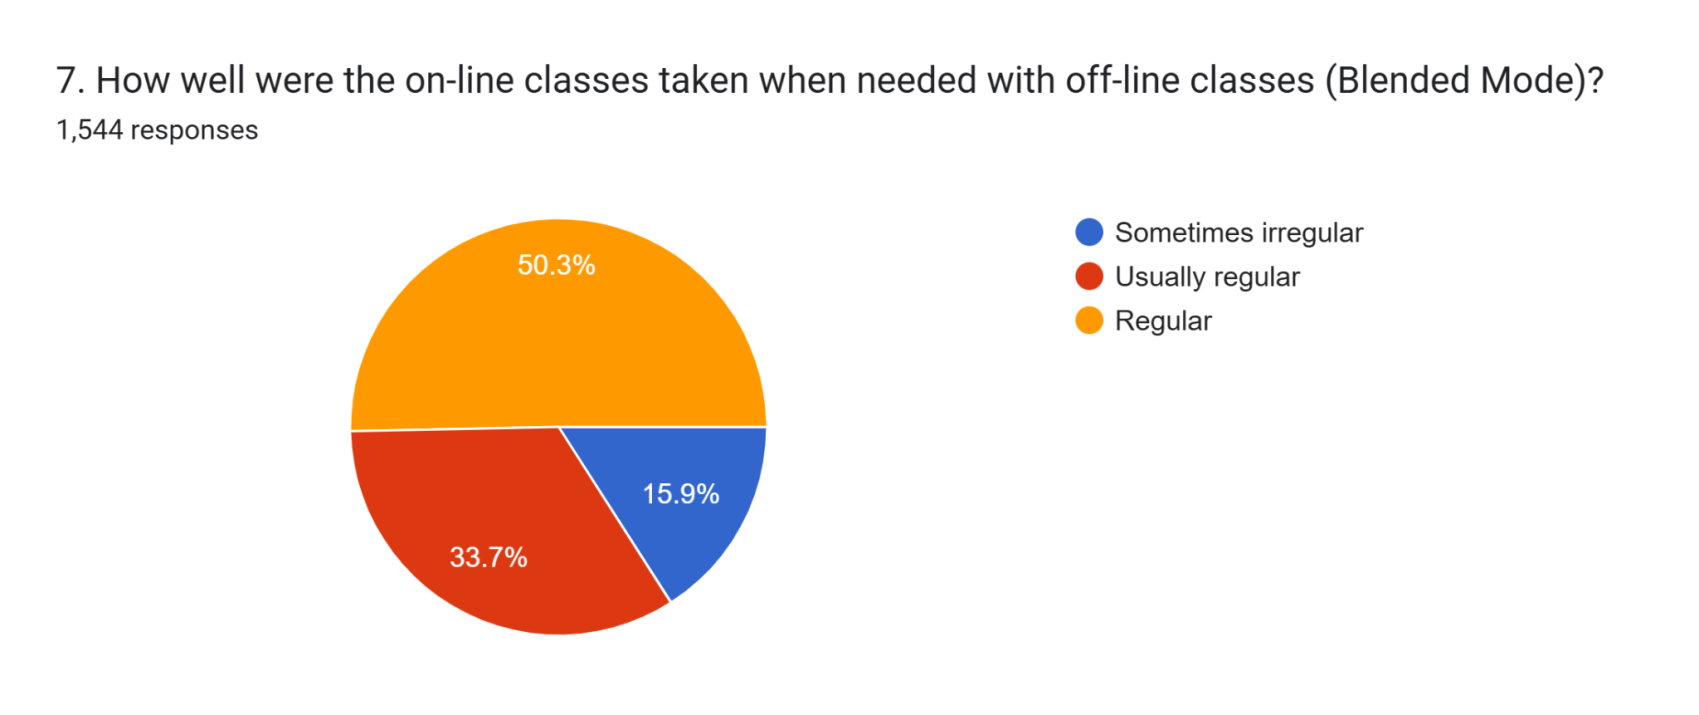 7. How well were the on-line classes taken when needed with off-line classes (Blended Mode)?
1,544 responses
Sometimes irregular
Usually regular
Regular
50.3%
15.9%
33.7%